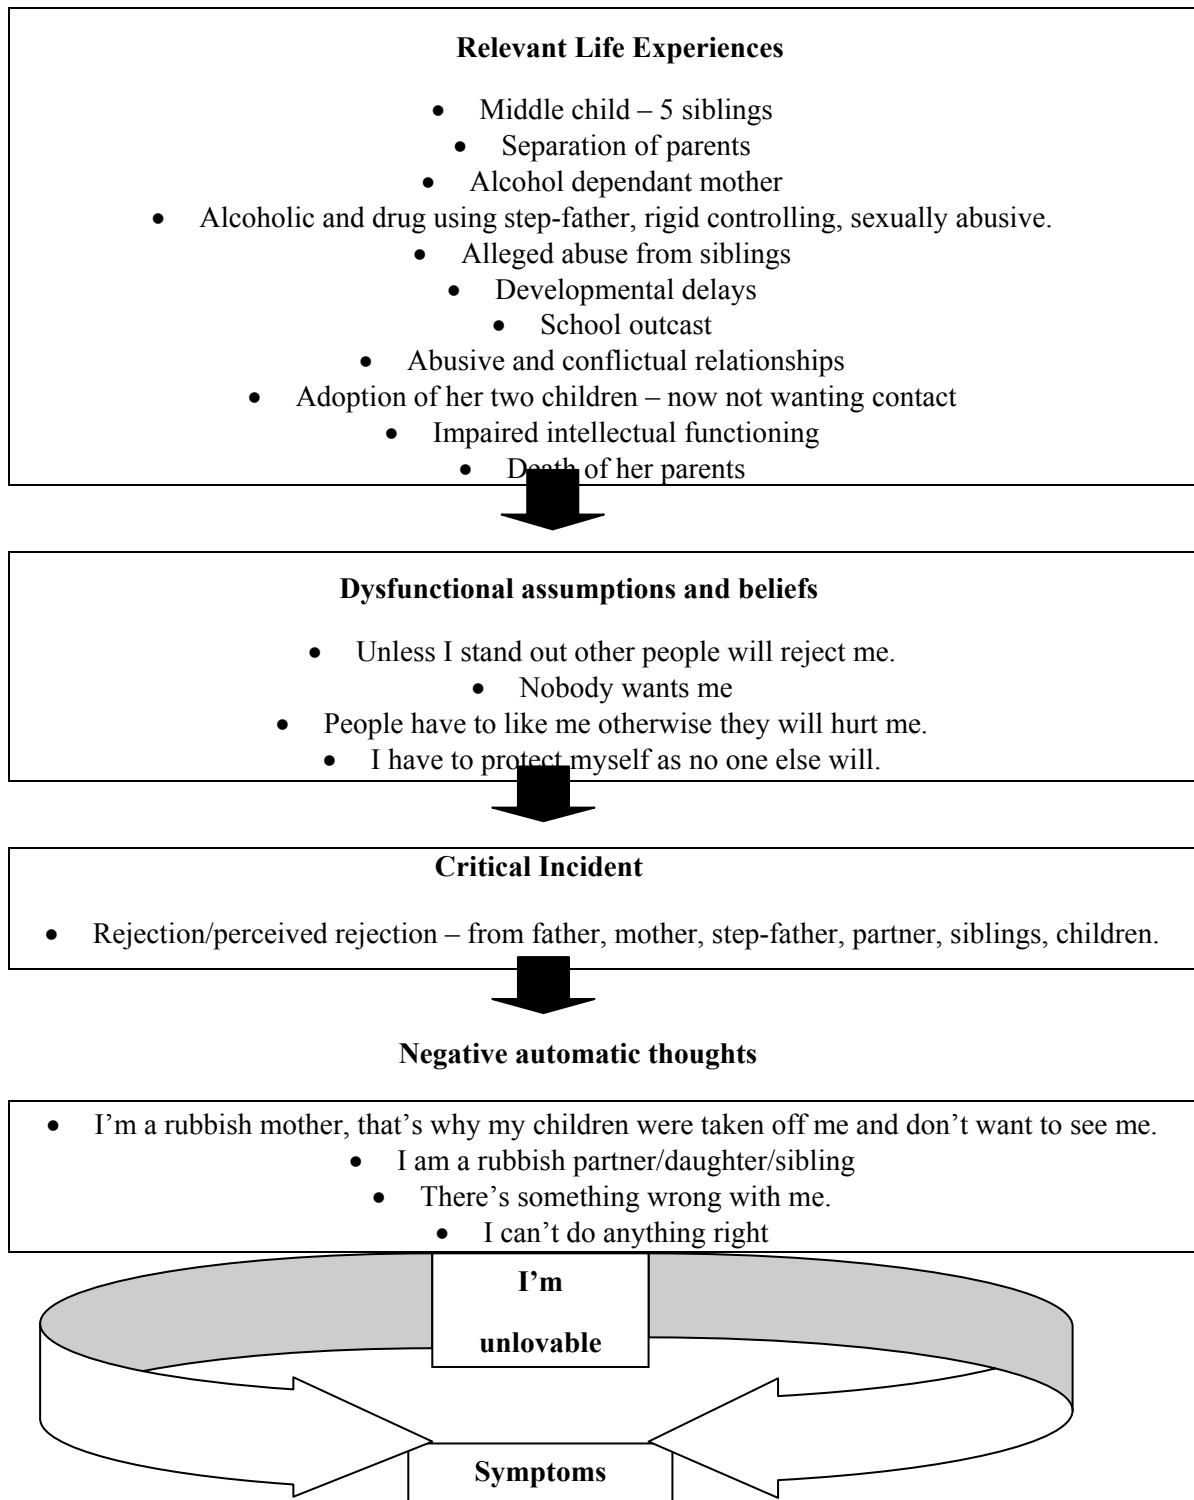 Relevant Life Experiences
• Middle child – 5 siblings
• Separation of parents
• Alcohol dependant mother
• Alcoholic and drug using step-father, rigid controlling, sexually abusive.
• Alleged abuse from siblings
• Developmental delays
• School outcast
• Abusive and conflictual relationships
• Adoption of her two children – now not wanting contact
• Impaired intellectual functioning
• Death of her parents
Dysfunctional assumptions and beliefs
• Unless I stand out other people will reject me.
• Nobody wants me
• People have to like me otherwise they will hurt me.
• I have to protect myself as no one else will.
Critical Incident
• Rejection/perceived rejection – from father, mother, step-father, partner, siblings, children.
Negative automatic thoughts
• I’m a rubbish mother, that’s why my children were taken off me and don’t want to see me.
• I am a rubbish partner/daughter/sibling
• There’s something wrong with me.
• I can’t do anything right
I’m
unlovable
Symptoms